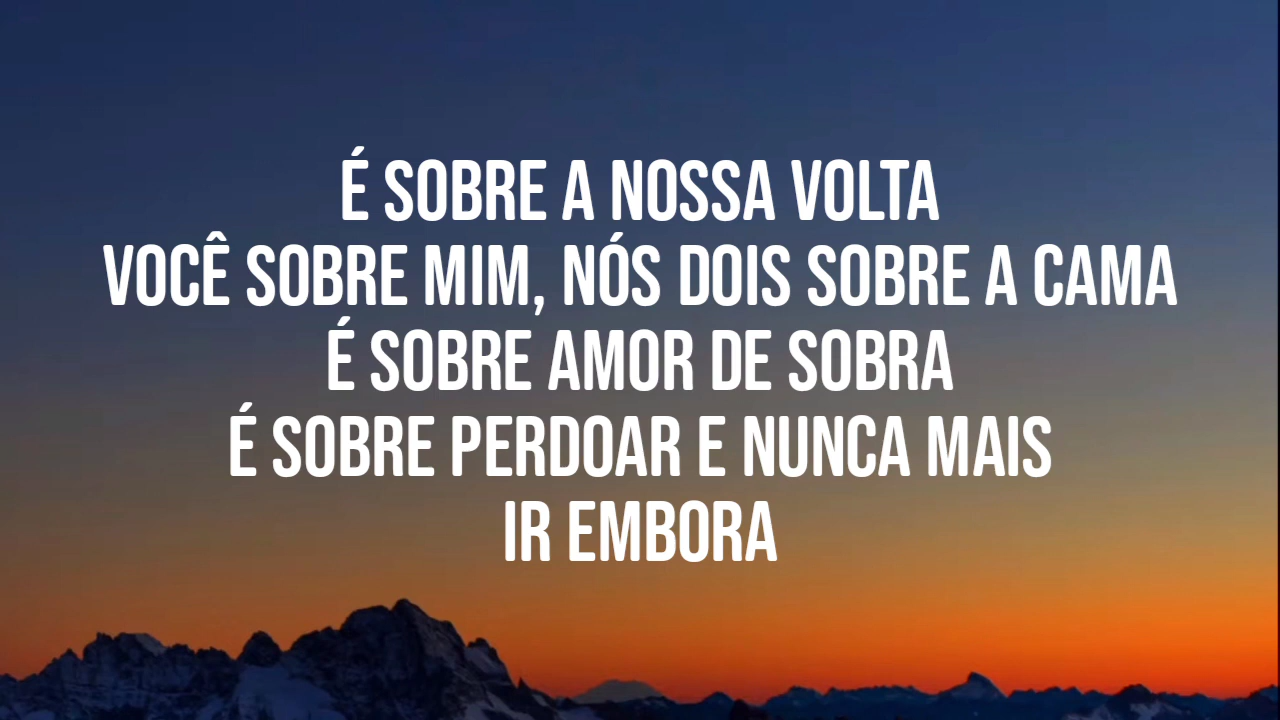 É SOBRE A NOSSA VOLTA
VOCÊ SOBRE MIM, NÓS DOIS SOBRE A CAMA
É SOBRE AMOR DE SOBRA
É SOBRE PERDOAR E NUNCA MAIS
IR EMBORA